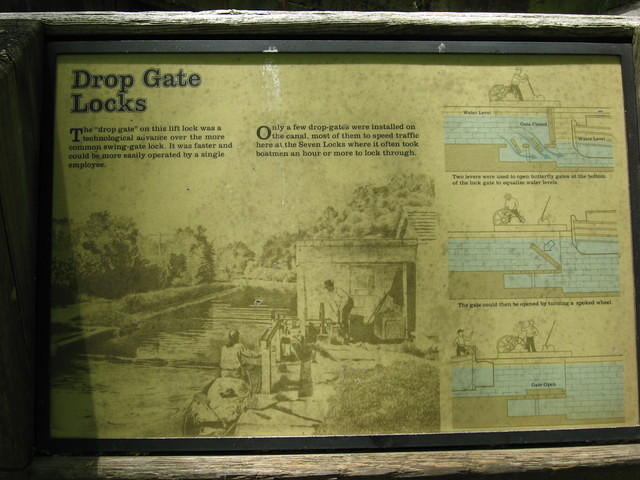 Drop Gate
Locks
The "drop gate" on this lift lock was a
technological advance over the more
common swing-gate lock. It was faster and
could be more easily operated by a single
employee.
Only a few drop-gates were installed on
the canal, most of them to speed traffic
here at the Seven Locks where it often took
boatmen an hour or more to lock through.
Water Level
Gate Closed
Water Level
Two levers were used to open butterfly gates at the bottom
of the lock gate to equalize water levels.
The gate could then be opened by turning a spoked wheel.
Gate Open